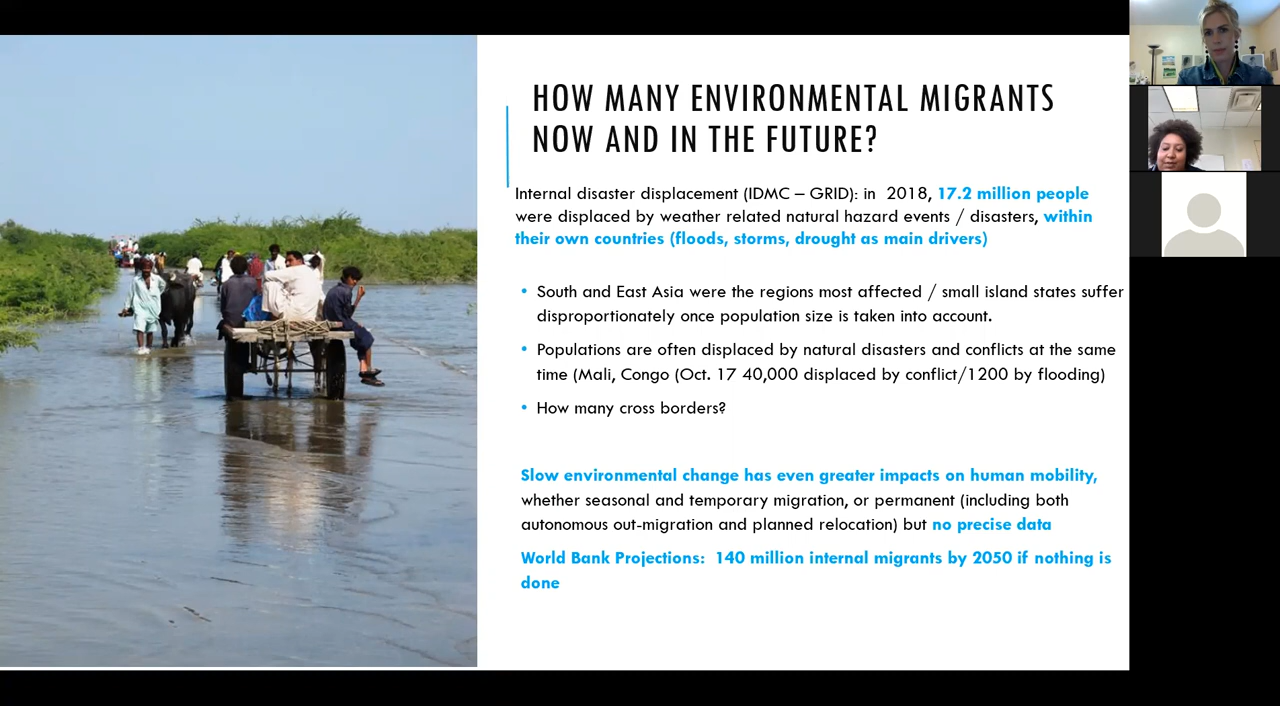 HOW MANY ENVIRONMENTAL MIGRANTS
NOW AND IN THE FUTURE?
Internal disaster displacement (IDMC – GRID): in 2018, 17.2 million people
were displaced by weather related natural hazard events / disasters, within
their own countries (floods, storms, drought as main drivers)
• South and East Asia were the regions most affected / small island states suffer
disproportionately once population size is taken into account.
• Populations are often displaced by natural disasters and conflicts at the same
time (Mali, Congo (Oct. 17 40,000 displaced by conflict/1200 by flooding)
• How many cross borders?
Slow environmental change has even greater impacts on human mobility,
whether seasonal and temporary migration, or permanent (including both
autonomous out-migration and planned relocation) but no precise data
World Bank Projections: 140 million internal migrants by 2050 if nothing is
done